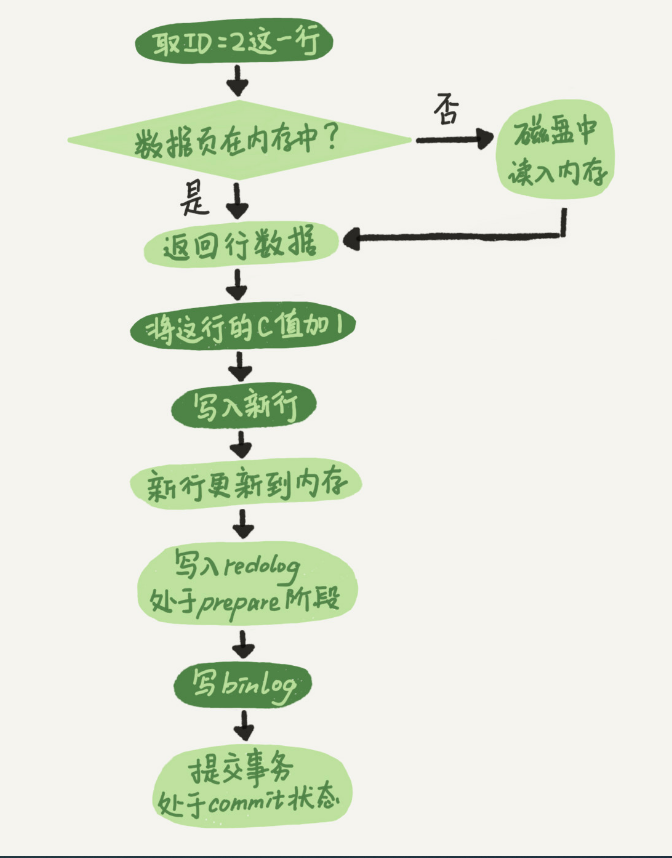 取ID=2这一行
数据页在内存中？
否
磁盘中
读入内存
是
返回行数据
将这行的C值加1
写入新行
新行更新到内存
写入redolog
处于prepare阶段
写binlog
提交事务
处于commit状态